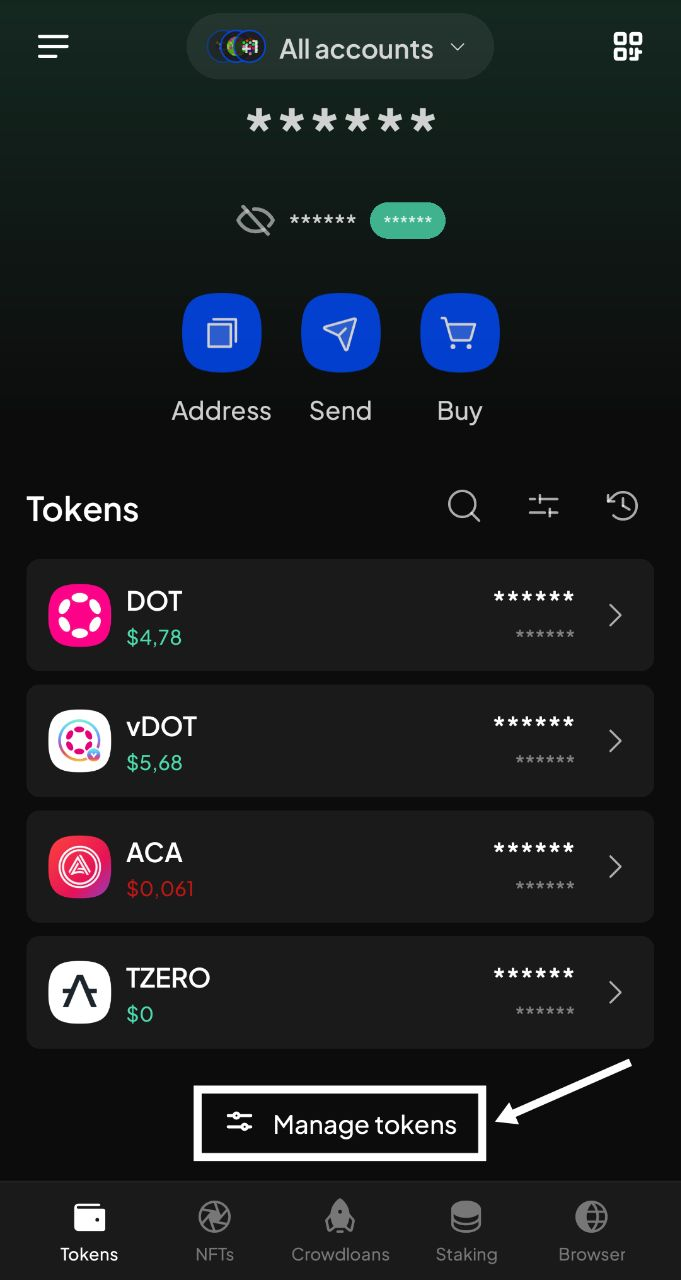 +1 All accounts
******
****** ******
Address Send Buy
Tokens
DOT ******
$4,78 ******
vDOT ******
$5,68 ******
ACA ******
$0,061 ******
TZERO ******
$0 ******
Manage tokens
Tokens NFTs Crowdloans Staking Browser